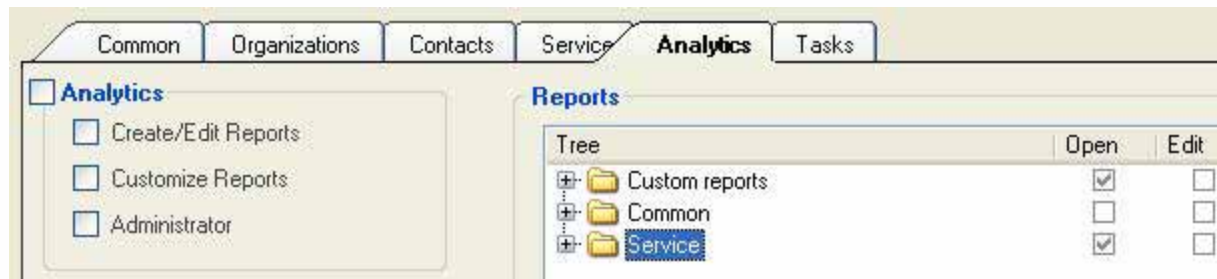 Common Organizations Contacts Service Analytics Tasks
Analytics
Create/Edit Reports
Customize Reports
Administrator
Reports
Tree Open Edit
Custom reports
Common
Service